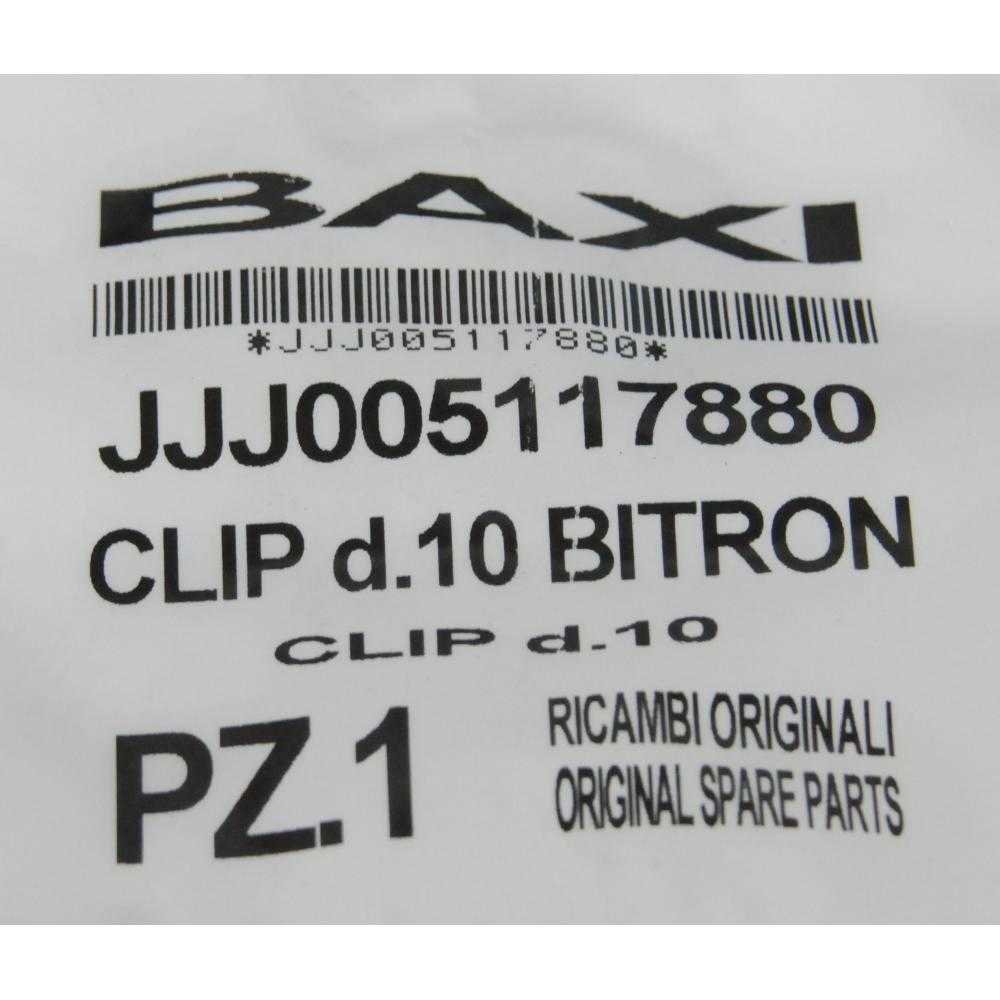 BAXI
*JJJ005117880*
JJJ005117880
CLIP d.10 BITRON
CLIP d.10
PZ.1
RICAMBI ORIGINALI
ORIGINAL SPARE PARTS